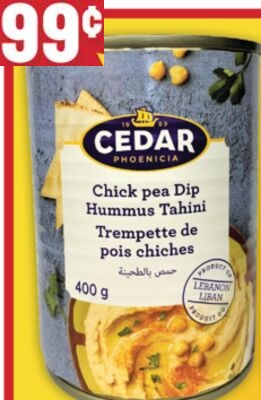 99¢
1989
CEDAR
PHOENICIA
Chick pea Dip
Hummus Tahini
Trempette de
pois chiches
حمص بالطحينة
400 g
PRODUCT OF
LEBANON
LIBAN
PRODUIT DU